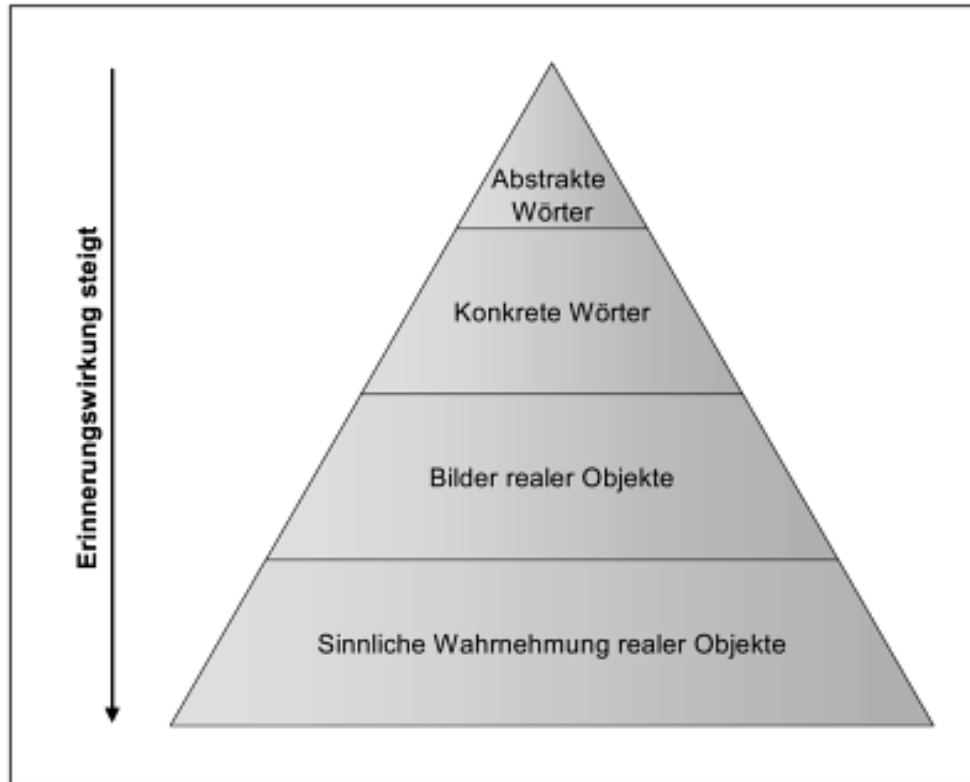 Erinnerungswirkung steigt
Abstrakte
Wörter
Konkrete Wörter
Bilder realer Objekte
Sinnliche Wahrnehmung realer Objekte